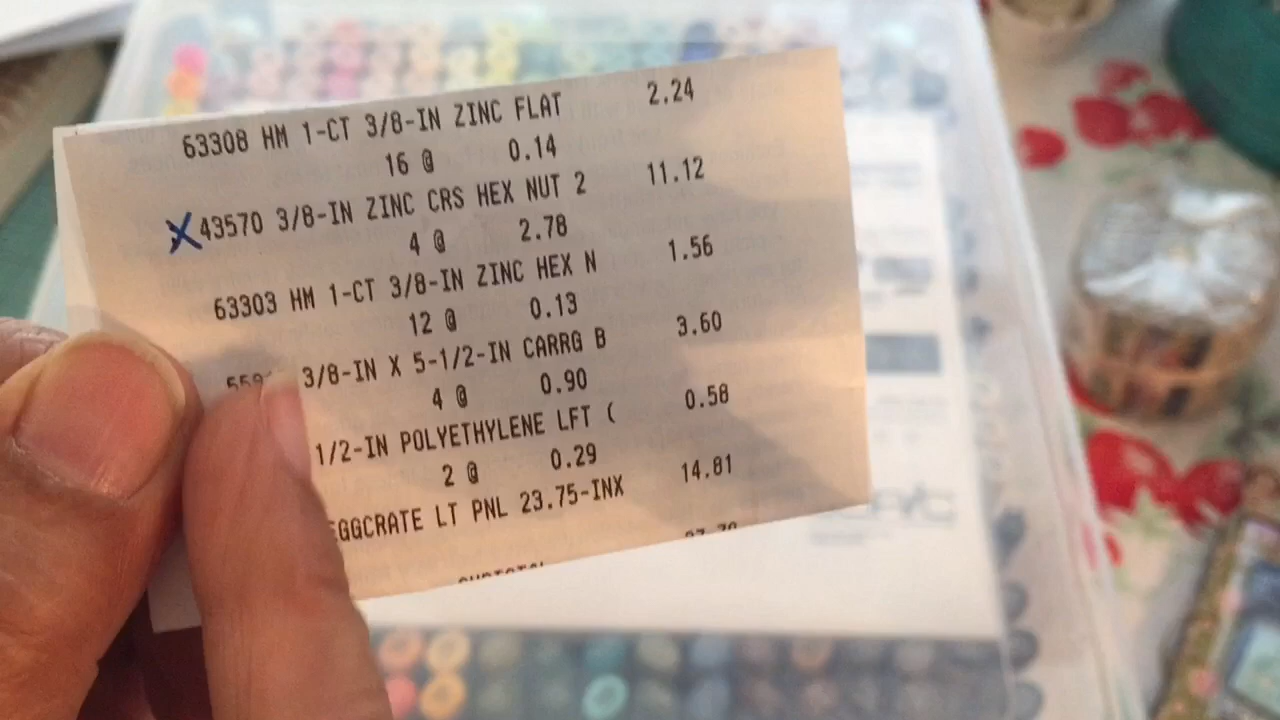 63308 HM 1-CT 3/8-IN ZINC FLAT 2.24
16 @ 0.14
X 43570 3/8-IN ZINC CRS HEX NUT 2 11.12
4 @ 2.78
63303 HM 1-CT 3/8-IN ZINC HEX N 1.56
12 @ 0.13
3/8-IN X 5-1/2-IN CARRG B 3.60
4 @ 0.90
1/2-IN POLYETHYLENE LFT ( 0.58
2 @ 0.29
EGGCRATE LT PNL 23.75-INX 14.81